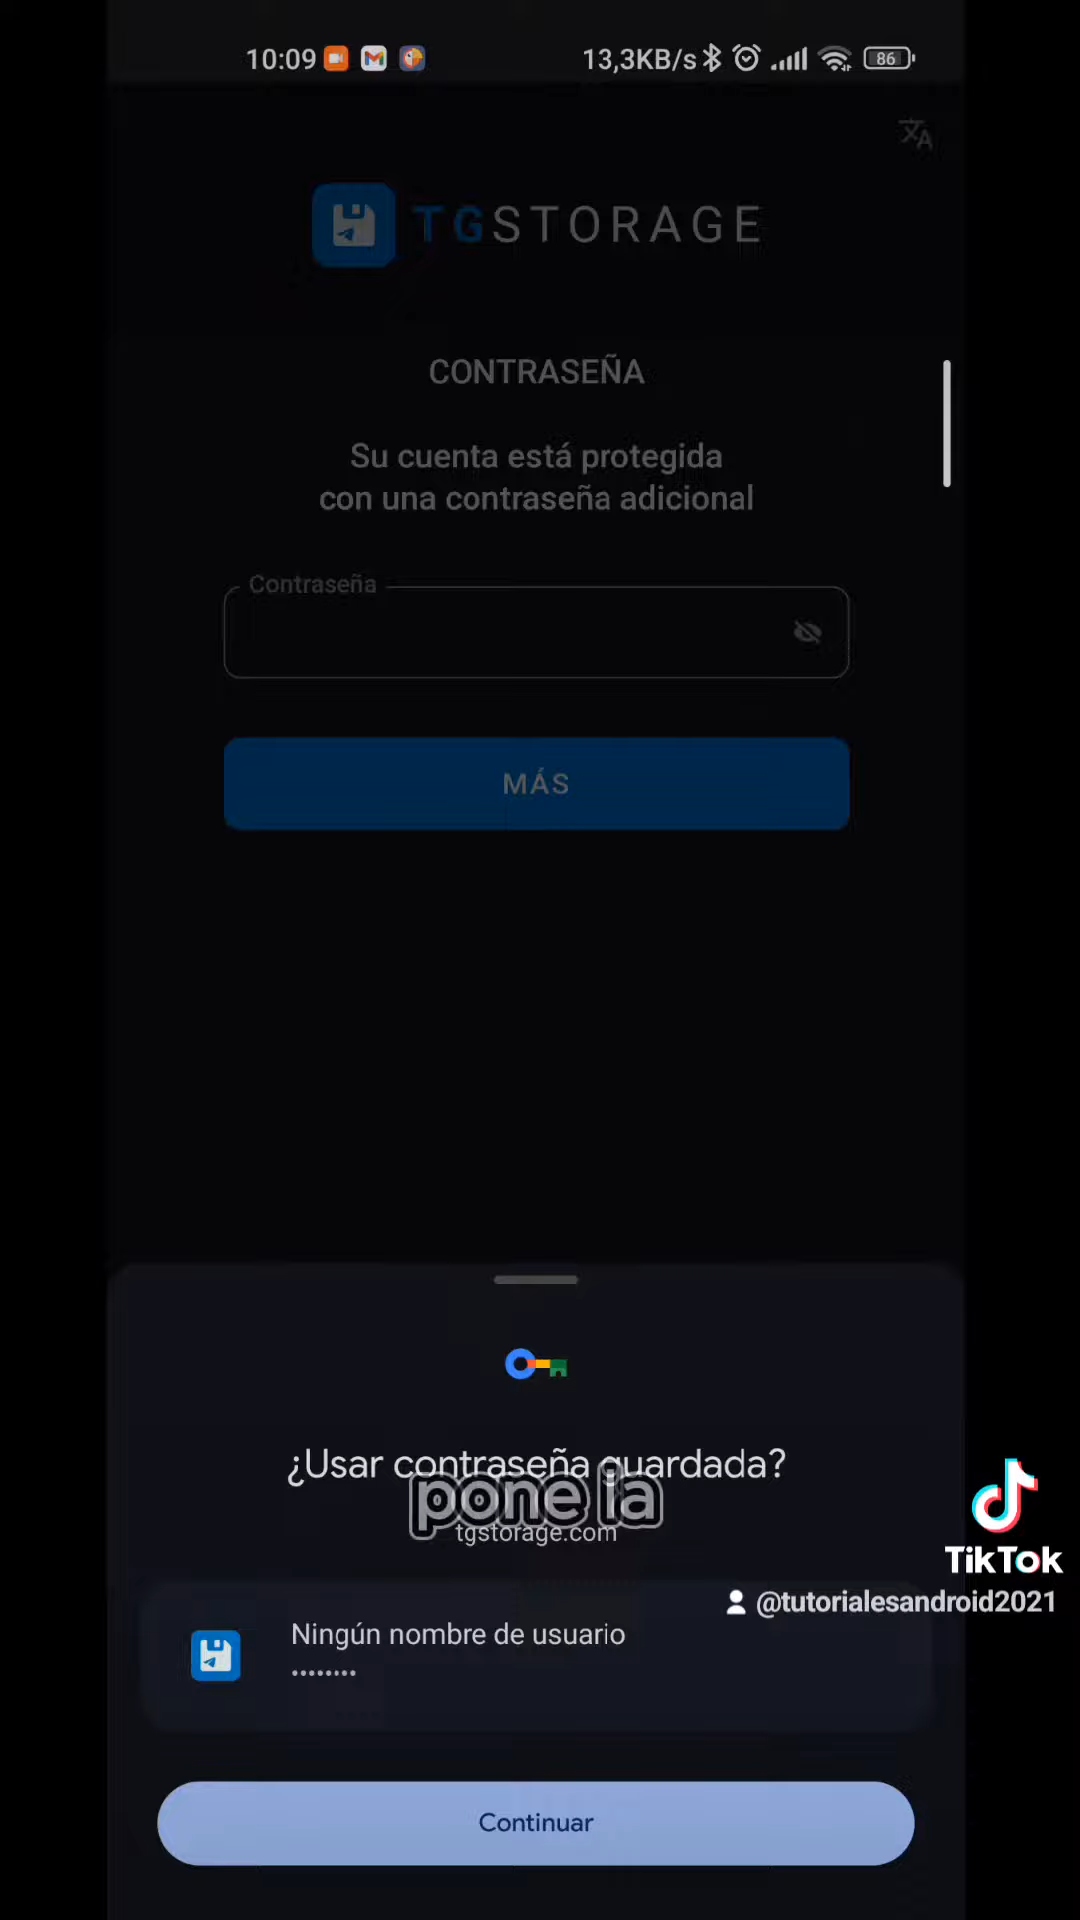 10:09 13,3KB/s 86
TGSTORAGE
CONTRASEÑA
Su cuenta está protegida
con una contraseña adicional
Contraseña
MÁS
¿Usar contraseña guardada?
pone la
tgstorage.com
TikTok
@tutorialesandroid2021
Ningún nombre de usuario
••••••••
Continuar